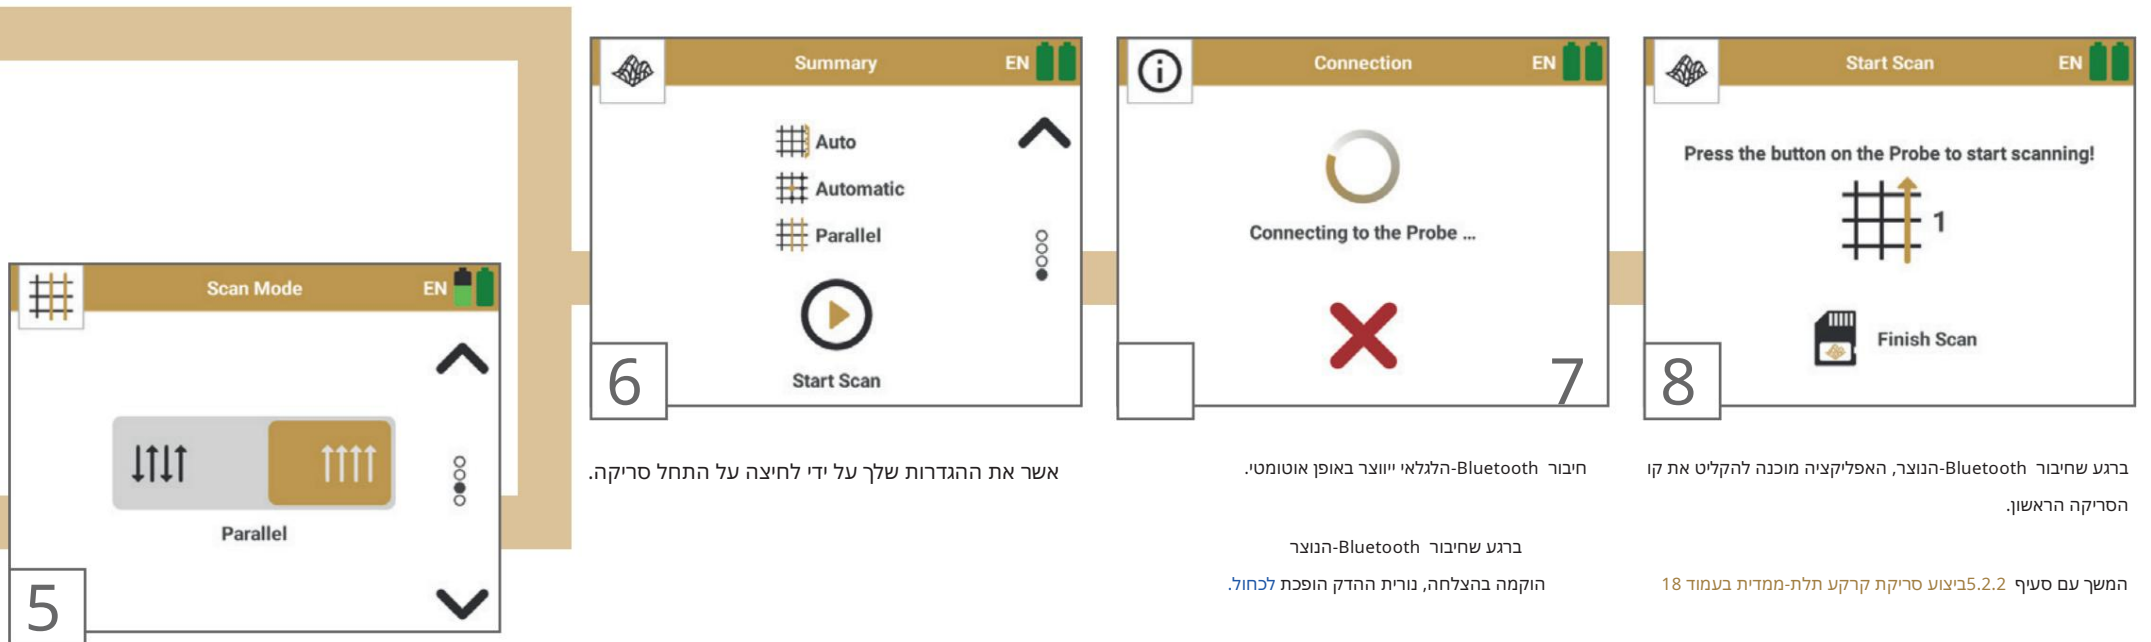 Scan Mode
EN
Parallel
5
Summary
EN
Auto
Automatic
Parallel
Start Scan
6
אשר את ההגדרות שלך על ידי לחיצה על התחל סריקה.
Connection
EN
Connecting to the Probe ...
7
חיבור Bluetooth-הלגלאי ייווצר באופן אוטומטי.
ברגע שחיבור Bluetooth-הנוצר
הוקמה בהצלחה, נורית ההדק הופכת לכחול.
Start Scan
EN
Press the button on the Probe to start scanning!
1
Finish Scan
8
ברגע שחיבור Bluetooth-הנוצר, האפליקציה מוכנה להקליט את קו
הסריקה הראשון.
המשך עם סעיף 5.2.2ביצוע סריקת קרקע תלת-ממדית בעמוד 18